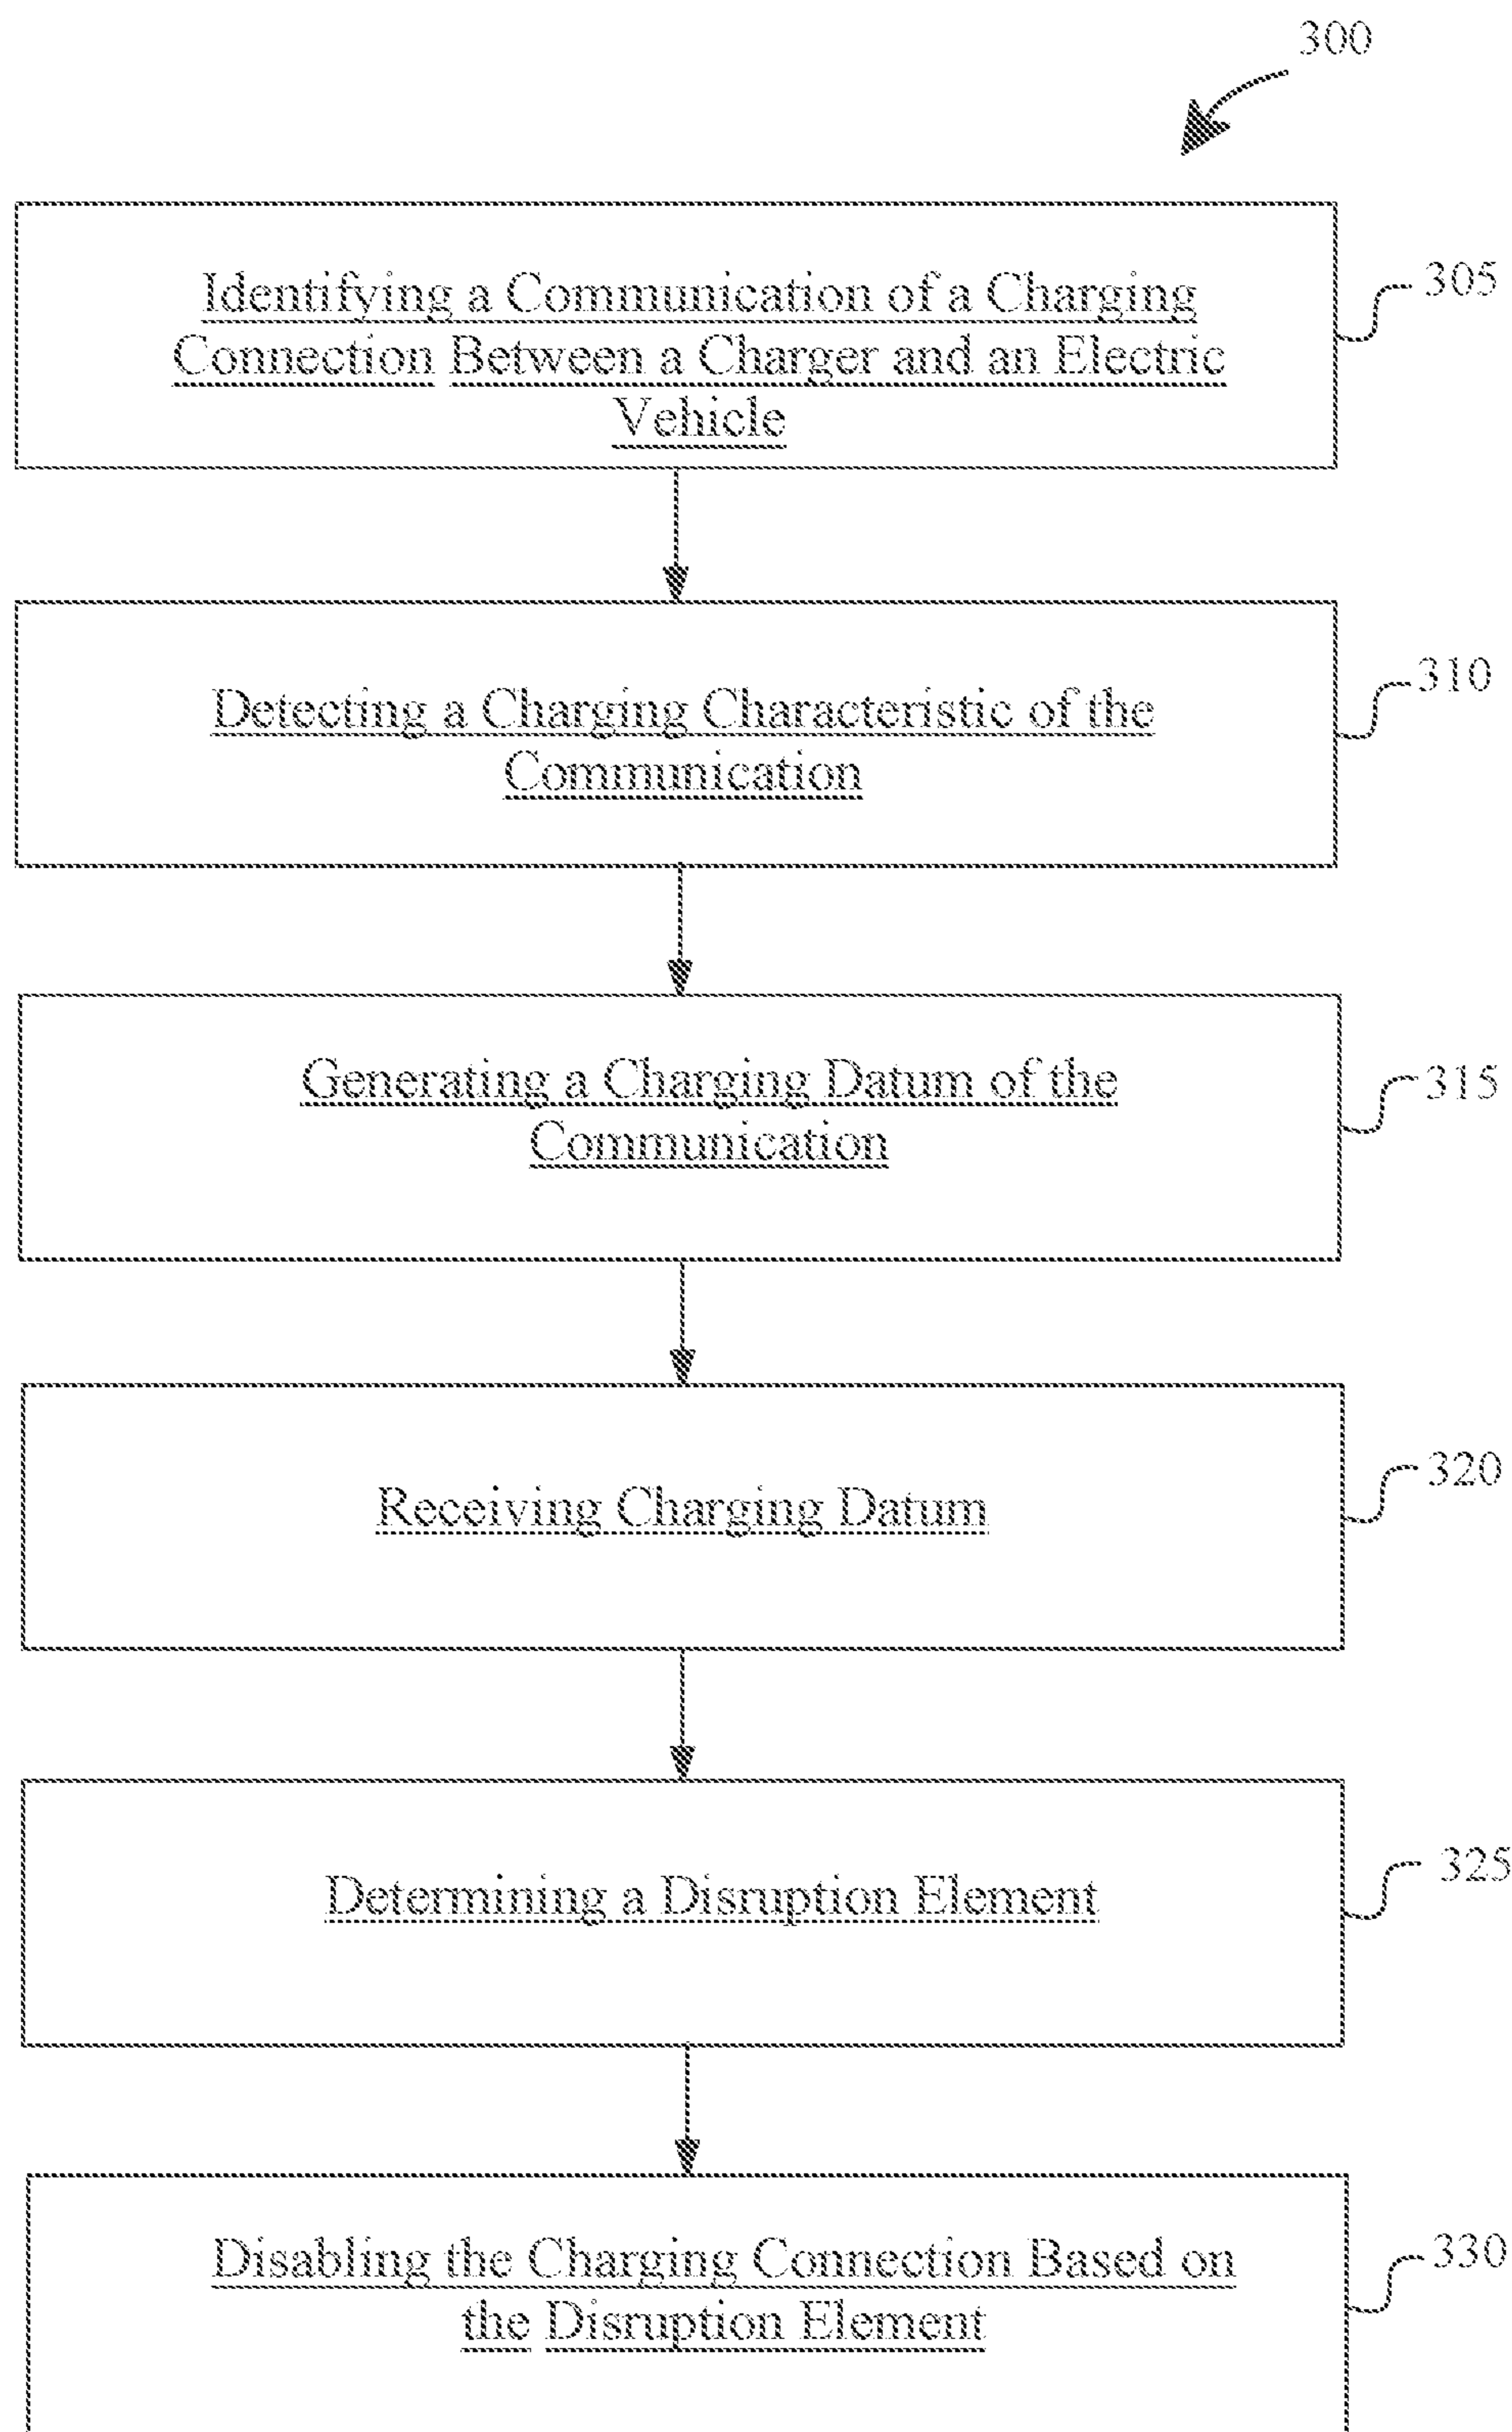 300
Identifying a Communication of a Charging
Connection Between a Charger and an Electric
Vehicle
305
Detecting a Charging Characteristic of the
Communication
310
Generating a Charging Datum of the
Communication
315
Receiving Charging Datum
320
Determining a Disruption Element
325
Disabling the Charging Connection Based on
the Disruption Element
330